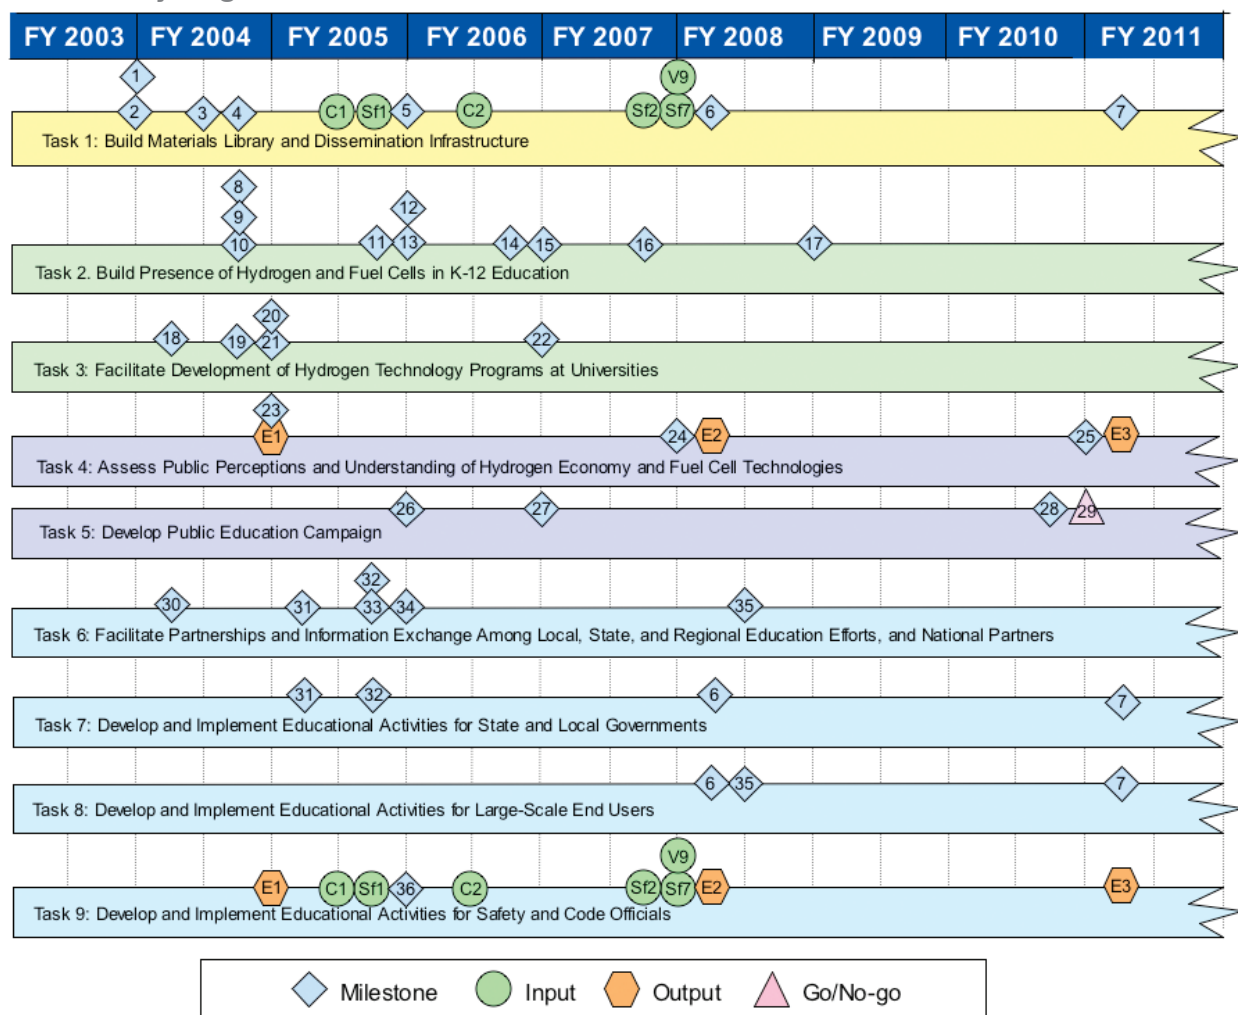 FY 2003 FY 2004 FY 2005 FY 2006 FY 2007 FY 2008 FY 2009 FY 2010 FY 2011
1 V9
2 3 4 C1 Sf1 5 C2 Sf2 Sf7 6 7
Task 1: Build Materials Library and Dissemination Infrastructure
8
9 12
10 11 13 14 15 16 17
Task 2. Build Presence of Hydrogen and Fuel Cells in K-12 Education
20
18 19 21 22
Task 3: Facilitate Development of Hydrogen Technology Programs at Universities
23
E1 24 E2 25 E3
Task 4: Assess Public Perceptions and Understanding of Hydrogen Economy and Fuel Cell Technologies
26 27 28 29
Task 5: Develop Public Education Campaign
32
30 31 33 34 35
Task 6: Facilitate Partnerships and Information Exchange Among Local, State, and Regional Education Efforts, and National Partners
31 32 6 7
Task 7: Develop and Implement Educational Activities for State and Local Governments
6 35 7
Task 8: Develop and Implement Educational Activities for Large-Scale End Users
V9
E1 C1 Sf1 36 C2 Sf2 Sf7 E2 E3
Task 9: Develop and Implement Educational Activities for Safety and Code Officials
Milestone Input Output Go/No-go